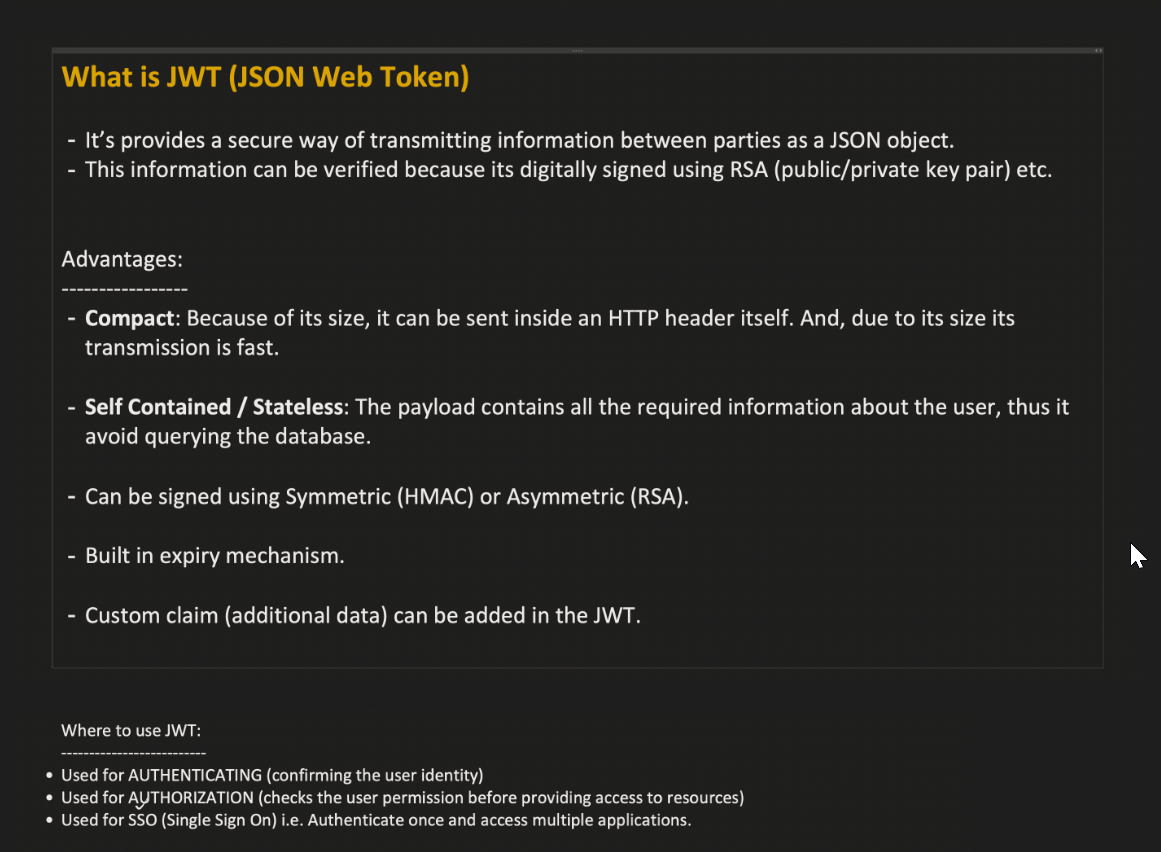 What is JWT (JSON Web Token)
- It’s provides a secure way of transmitting information between parties as a JSON object.
- This information can be verified because its digitally signed using RSA (public/private key pair) etc.
Advantages:
-----------------
- Compact: Because of its size, it can be sent inside an HTTP header itself. And, due to its size its
transmission is fast.
- Self Contained / Stateless: The payload contains all the required information about the user, thus it
avoid querying the database.
- Can be signed using Symmetric (HMAC) or Asymmetric (RSA).
- Built in expiry mechanism.
- Custom claim (additional data) can be added in the JWT.
Where to use JWT:
--------------------------
• Used for AUTHENTICATING (confirming the user identity)
• Used for AUTHORIZATION (checks the user permission before providing access to resources)
• Used for SSO (Single Sign On) i.e. Authenticate once and access multiple applications.